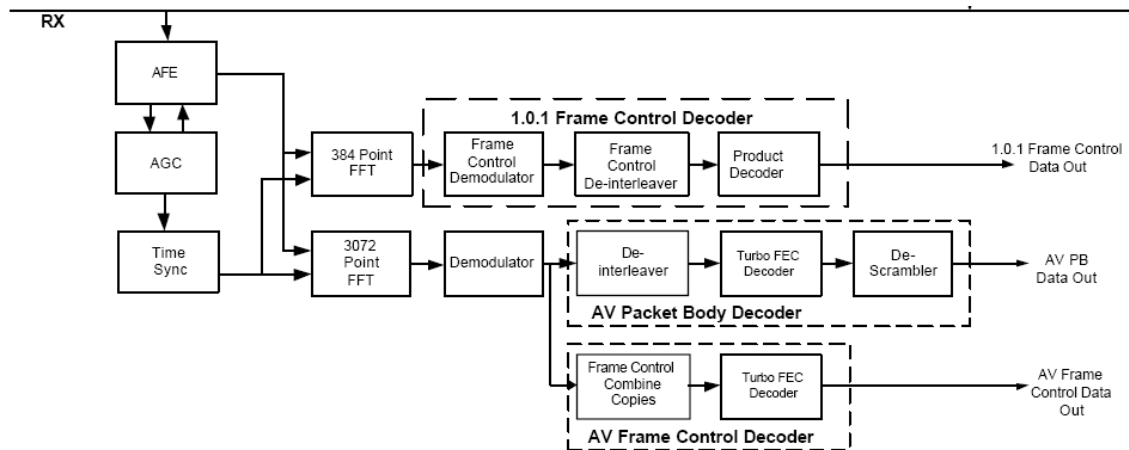 RX
AFE
AGC
Time
Sync
384 Point
FFT
1.0.1 Frame Control Decoder
Frame
Control
Demodulator
Frame
Control
De-interleaver
Product
Decoder
1.0.1 Frame Control
Data Out
3072
Point
FFT
Demodulator
De-
interleaver
Turbo FEC
Decoder
De-
Scrambler
AV Packet Body Decoder
AV PB
Data Out
Frame Control
Combine
Copies
Turbo FEC
Decoder
AV Frame Control Decoder
AV Frame
Control Data
Out